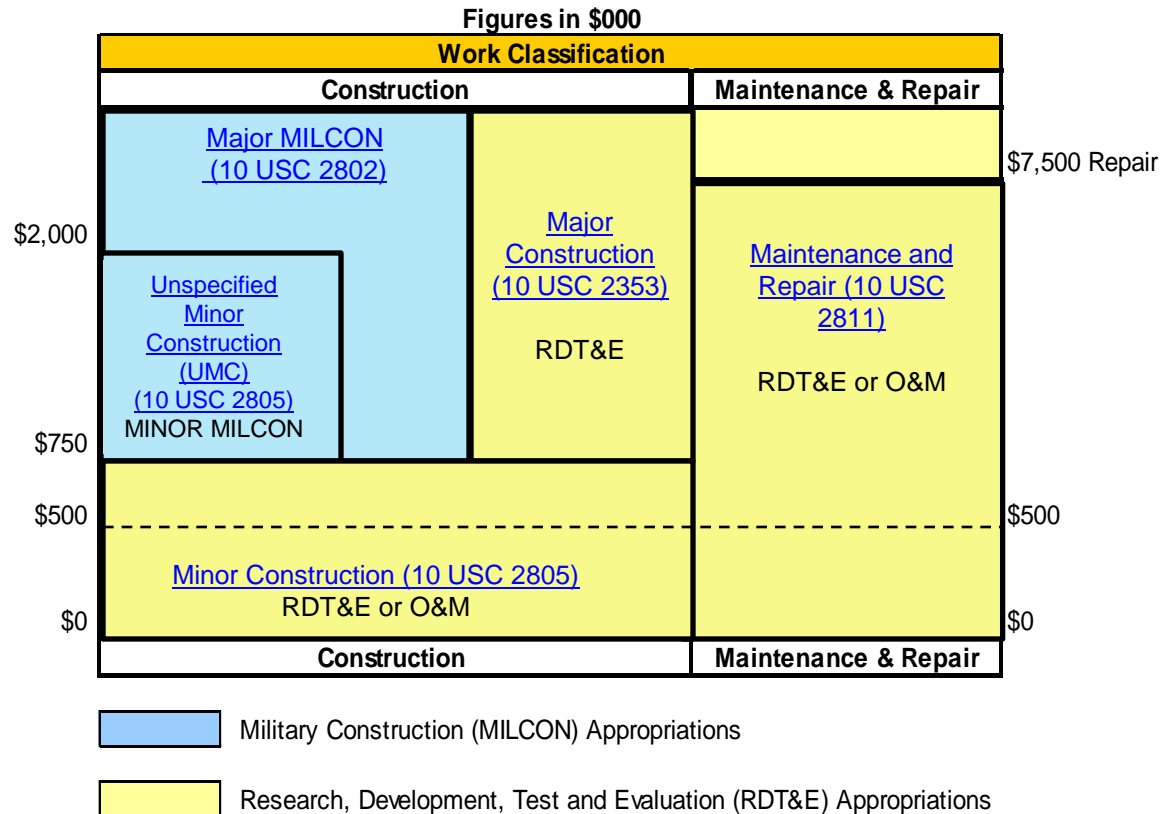 Figures in $000
Work Classification
Construction
Maintenance & Repair
Major MILCON
(10 USC 2802)
$7,500 Repair
$2,000
Unspecified
Minor
Construction
(UMC)
(10 USC 2805)
MINOR MILCON
Major
Construction
(10 USC 2353)
RDT&E
Maintenance and
Repair (10 USC
2811)
RDT&E or O&M
$750
$500
$500
Minor Construction (10 USC 2805)
RDT&E or O&M
$0
$0
Construction
Maintenance & Repair
Military Construction (MILCON) Appropriations
Research, Development, Test and Evaluation (RDT&E) Appropriations